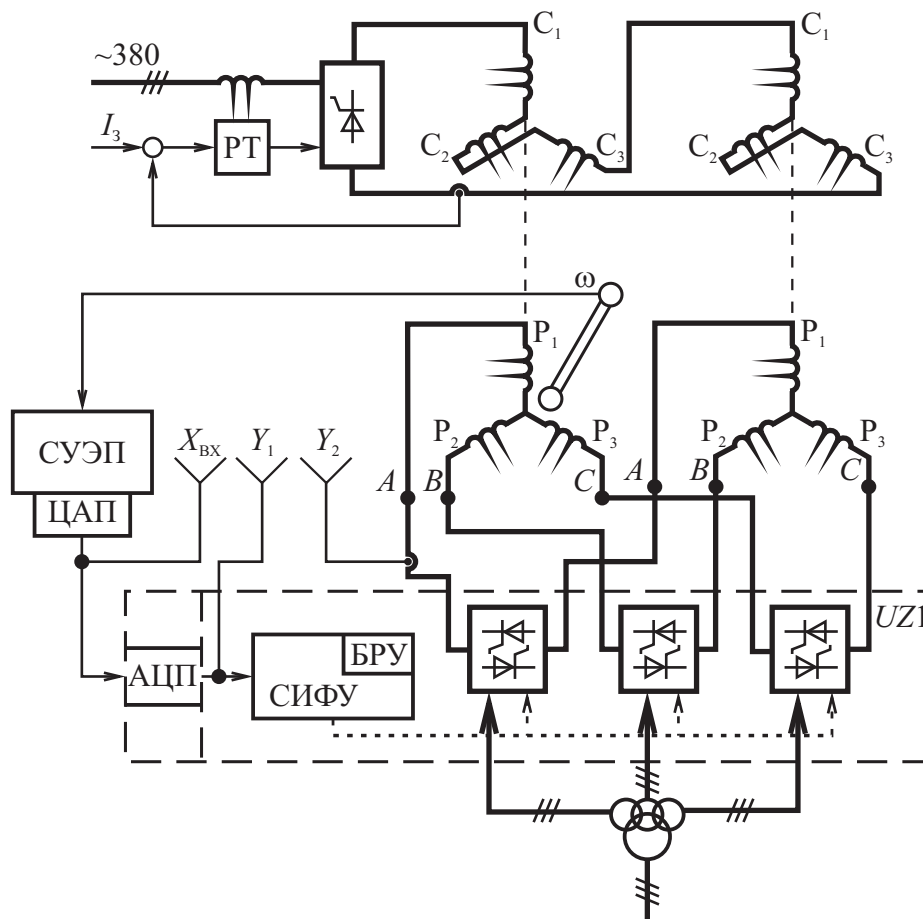 C₁ C₁
~380
I₃ РТ C₂ C₃ C₂ C₃
ω
P₁ P₁
СУЭП X_ВХ Y₁ Y₂ P₂ P₃ P₂ P₃
A B C A B C
ЦАП
UZ1
АЦП БРУ
СИФУ